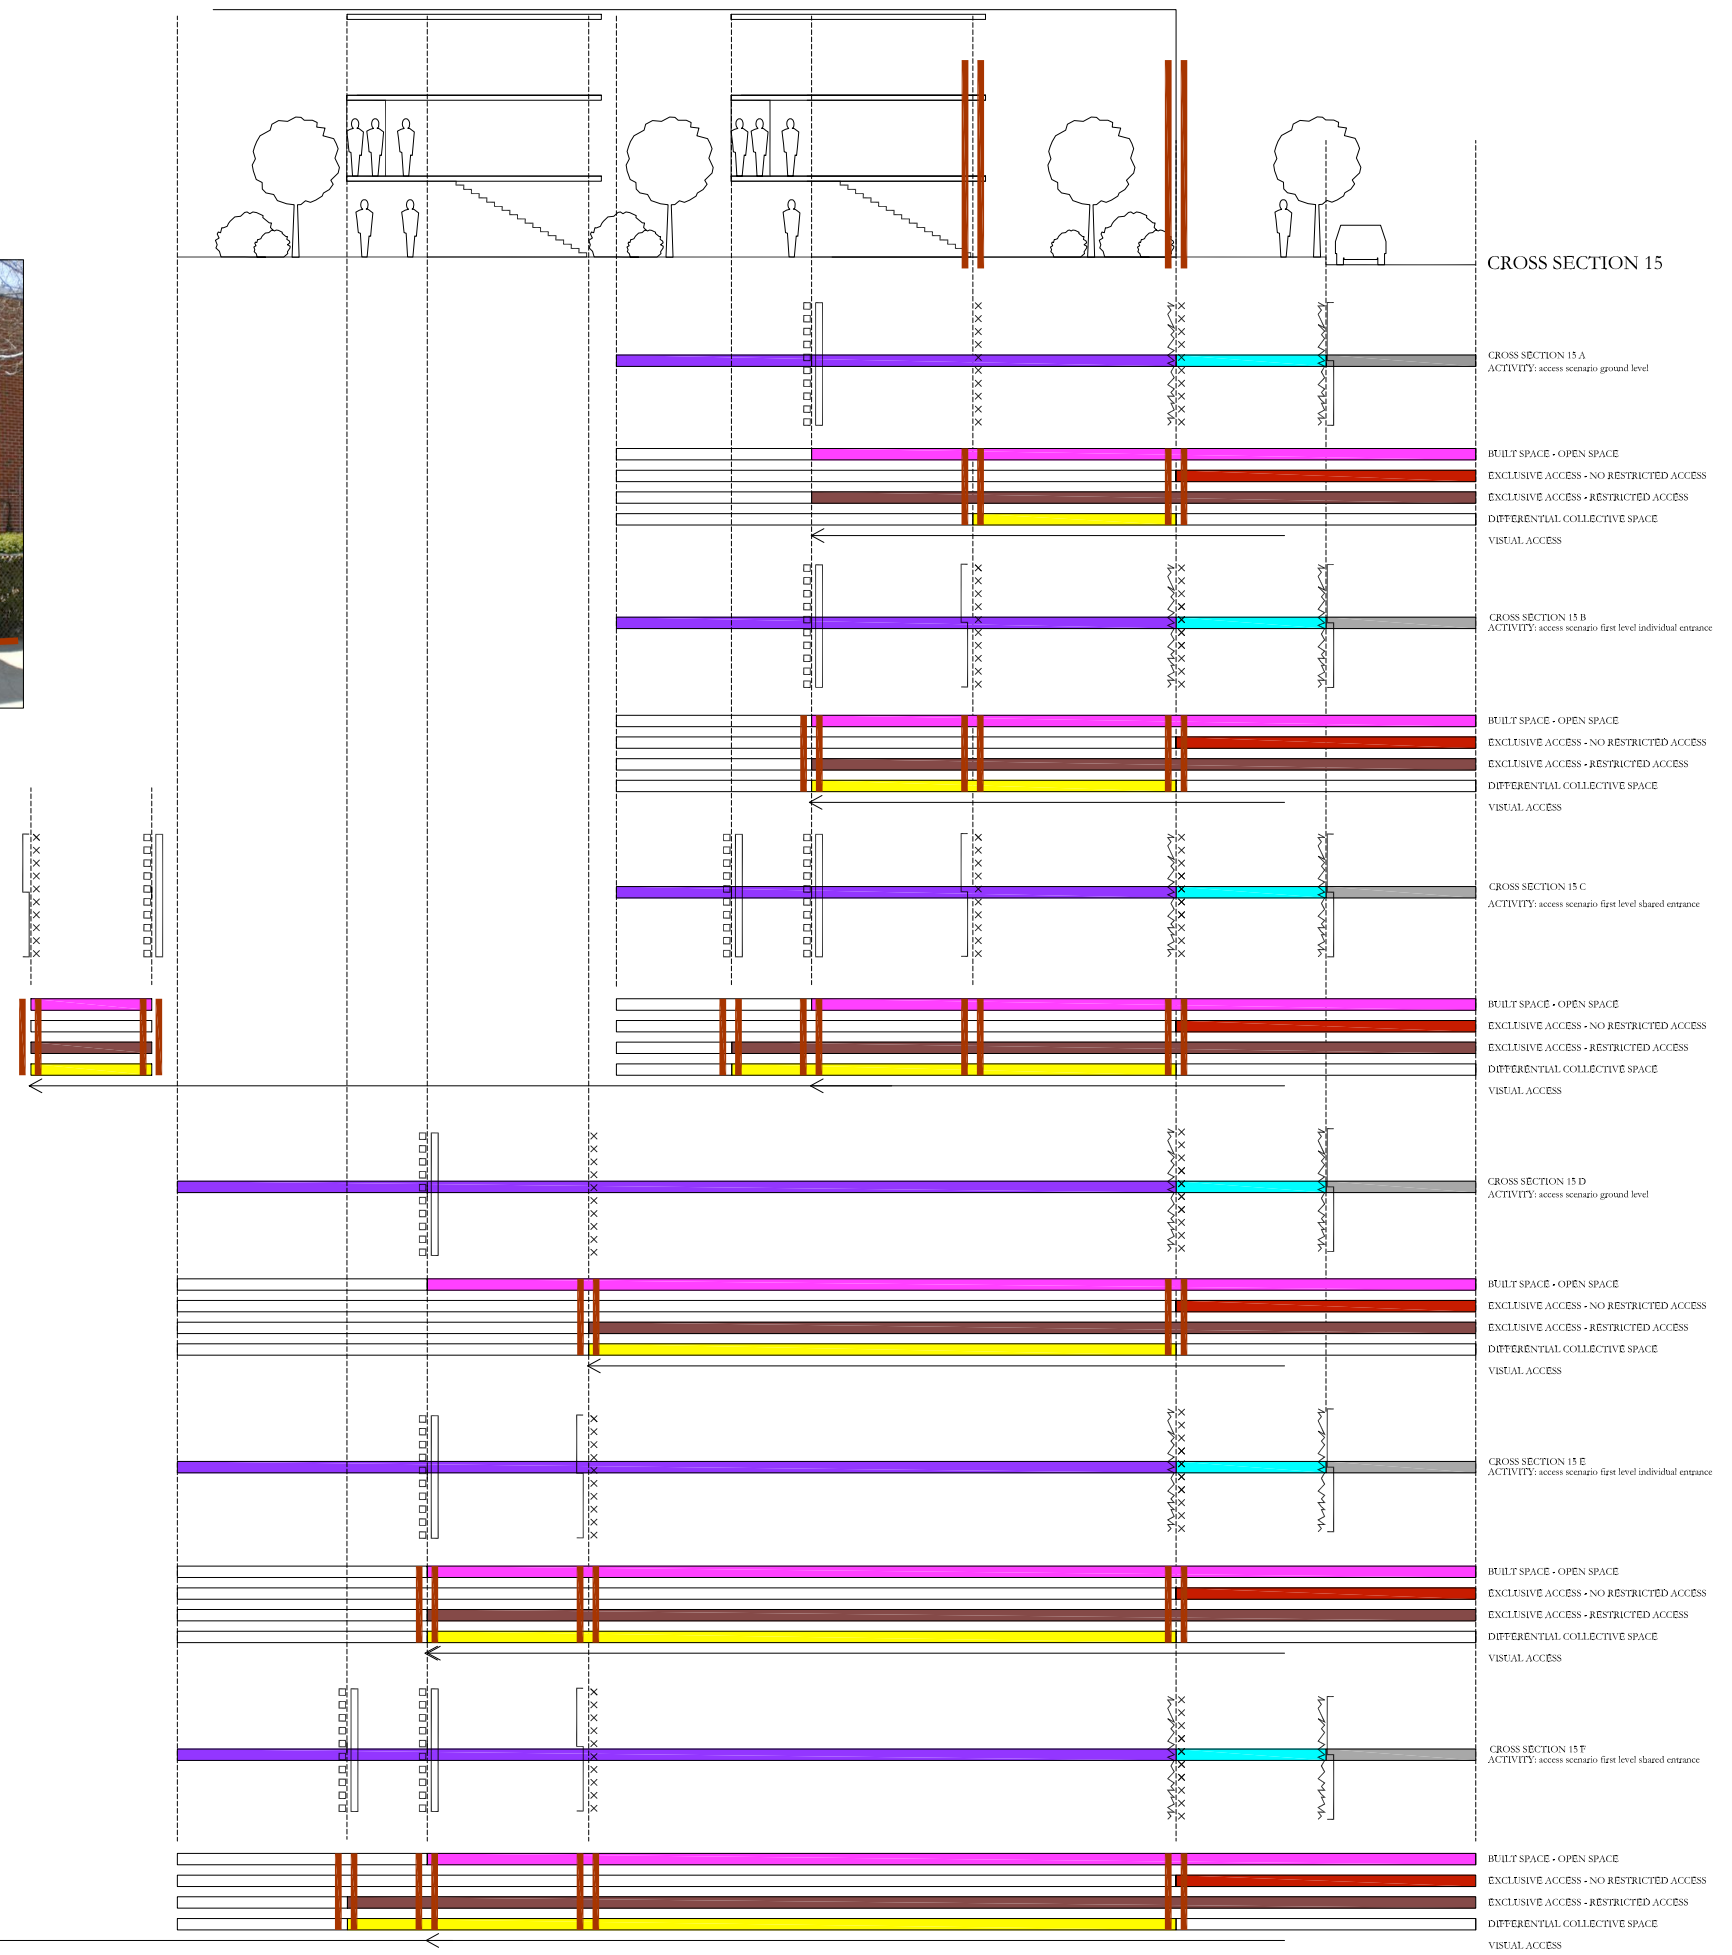 CROSS SECTION 15
CROSS SECTION 15 A
ACTIVITY: access scenario ground level
BUILT SPACE - OPEN SPACE
EXCLUSIVE ACCESS - NO RESTRICTED ACCESS
EXCLUSIVE ACCESS - RESTRICTED ACCESS
DIFFERENTIAL COLLECTIVE SPACE
VISUAL ACCESS
CROSS SECTION 15 B
ACTIVITY: access scenario first level individual entrance
BUILT SPACE - OPEN SPACE
EXCLUSIVE ACCESS - NO RESTRICTED ACCESS
EXCLUSIVE ACCESS - RESTRICTED ACCESS
DIFFERENTIAL COLLECTIVE SPACE
VISUAL ACCESS
CROSS SECTION 15 C
ACTIVITY: access scenario first level shared entrance
BUILT SPACE - OPEN SPACE
EXCLUSIVE ACCESS - NO RESTRICTED ACCESS
EXCLUSIVE ACCESS - RESTRICTED ACCESS
DIFFERENTIAL COLLECTIVE SPACE
VISUAL ACCESS
CROSS SECTION 15 D
ACTIVITY: access scenario ground level
BUILT SPACE - OPEN SPACE
EXCLUSIVE ACCESS - NO RESTRICTED ACCESS
EXCLUSIVE ACCESS - RESTRICTED ACCESS
DIFFERENTIAL COLLECTIVE SPACE
VISUAL ACCESS
CROSS SECTION 15 E
ACTIVITY: access scenario first level individual entrance
BUILT SPACE - OPEN SPACE
EXCLUSIVE ACCESS - NO RESTRICTED ACCESS
EXCLUSIVE ACCESS - RESTRICTED ACCESS
DIFFERENTIAL COLLECTIVE SPACE
VISUAL ACCESS
CROSS SECTION 15 F
ACTIVITY: access scenario first level shared entrance
BUILT SPACE - OPEN SPACE
EXCLUSIVE ACCESS - NO RESTRICTED ACCESS
EXCLUSIVE ACCESS - RESTRICTED ACCESS
DIFFERENTIAL COLLECTIVE SPACE
VISUAL ACCESS